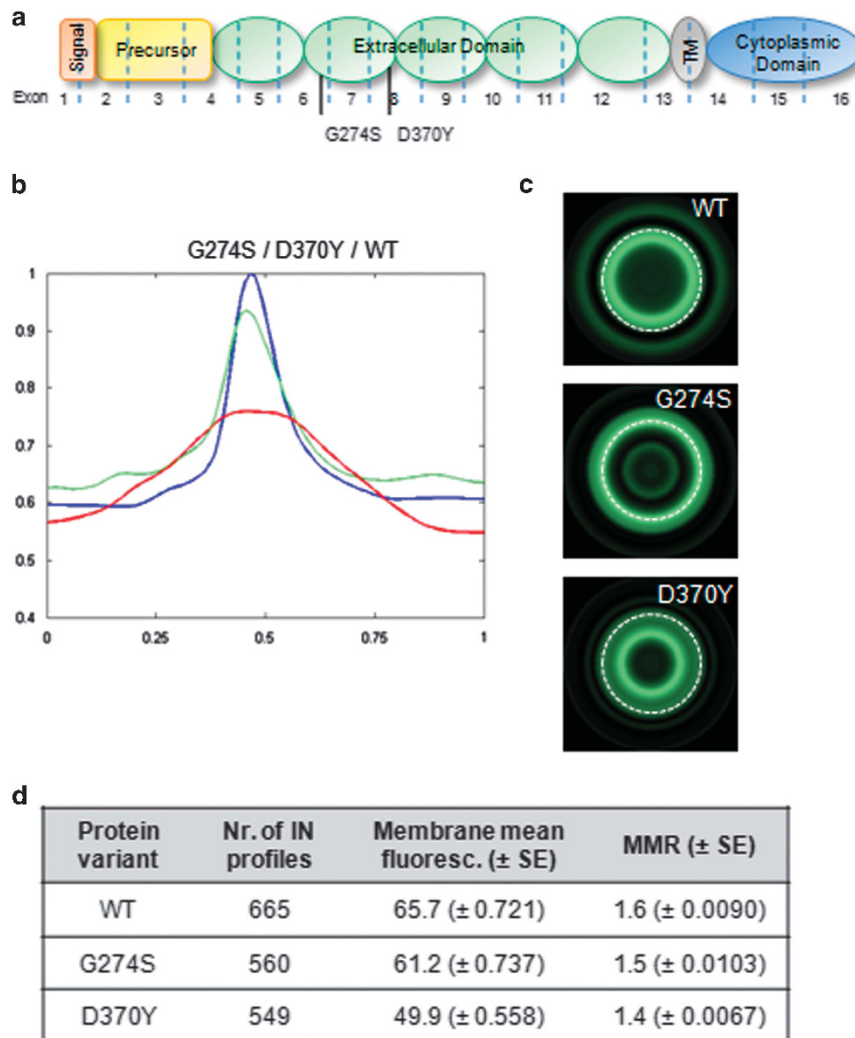 a
Signal Precursor Extracellular Domain TM Cytoplasmic Domain
Exon 1 2 3 4 5 6 7 8 9 10 11 12 13 14 15 16
G274S D370Y
b
G274S / D370Y / WT
1
0.9
0.8
0.7
0.6
0.5
0.4
0 0.25 0.5 0.75 1
c
WT
G274S
D370Y
d
Protein variant Nr. of IN profiles Membrane mean fluoresc. (± SE) MMR (± SE)
WT 665 65.7 (± 0.721) 1.6 (± 0.0090)
G274S 560 61.2 (± 0.737) 1.5 (± 0.0103)
D370Y 549 49.9 (± 0.558) 1.4 (± 0.0067)